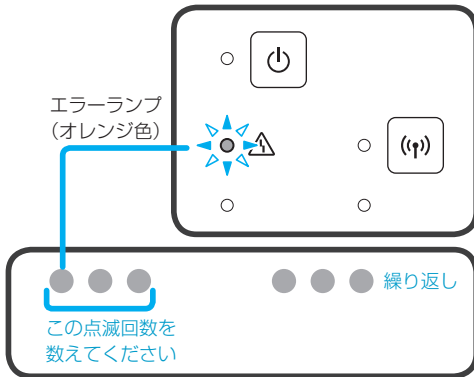 エラーランプ
（オレンジ色）
繰り返し
この点滅回数を
数えてください